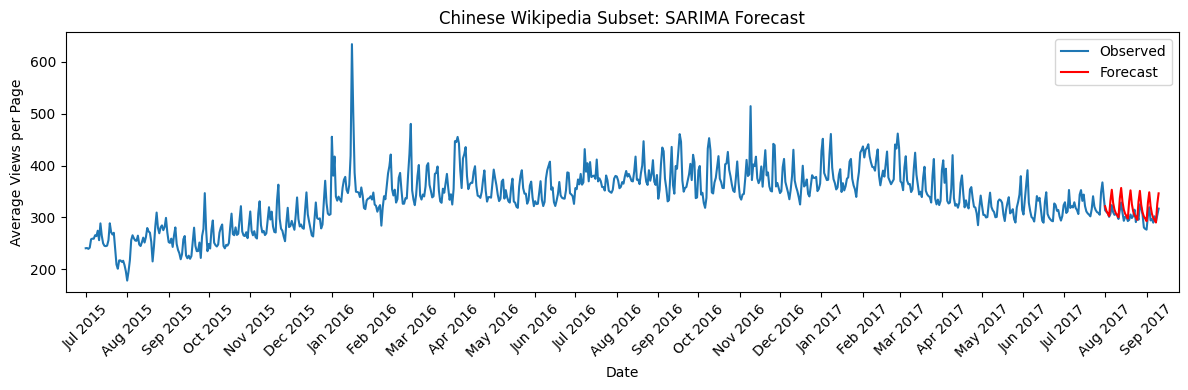 Chinese Wikipedia Subset: SARIMA Forecast
Average Views per Page
600
500
400
300
200
Observed
Forecast
Jul 2015
Aug 2015
Sep 2015
Oct 2015
Nov 2015
Dec 2015
Jan 2016
Feb 2016
Mar 2016
Apr 2016
May 2016
Jun 2016
Jul 2016
Aug 2016
Sep 2016
Oct 2016
Nov 2016
Dec 2016
Jan 2017
Feb 2017
Mar 2017
Apr 2017
May 2017
Jun 2017
Jul 2017
Aug 2017
Sep 2017
Date